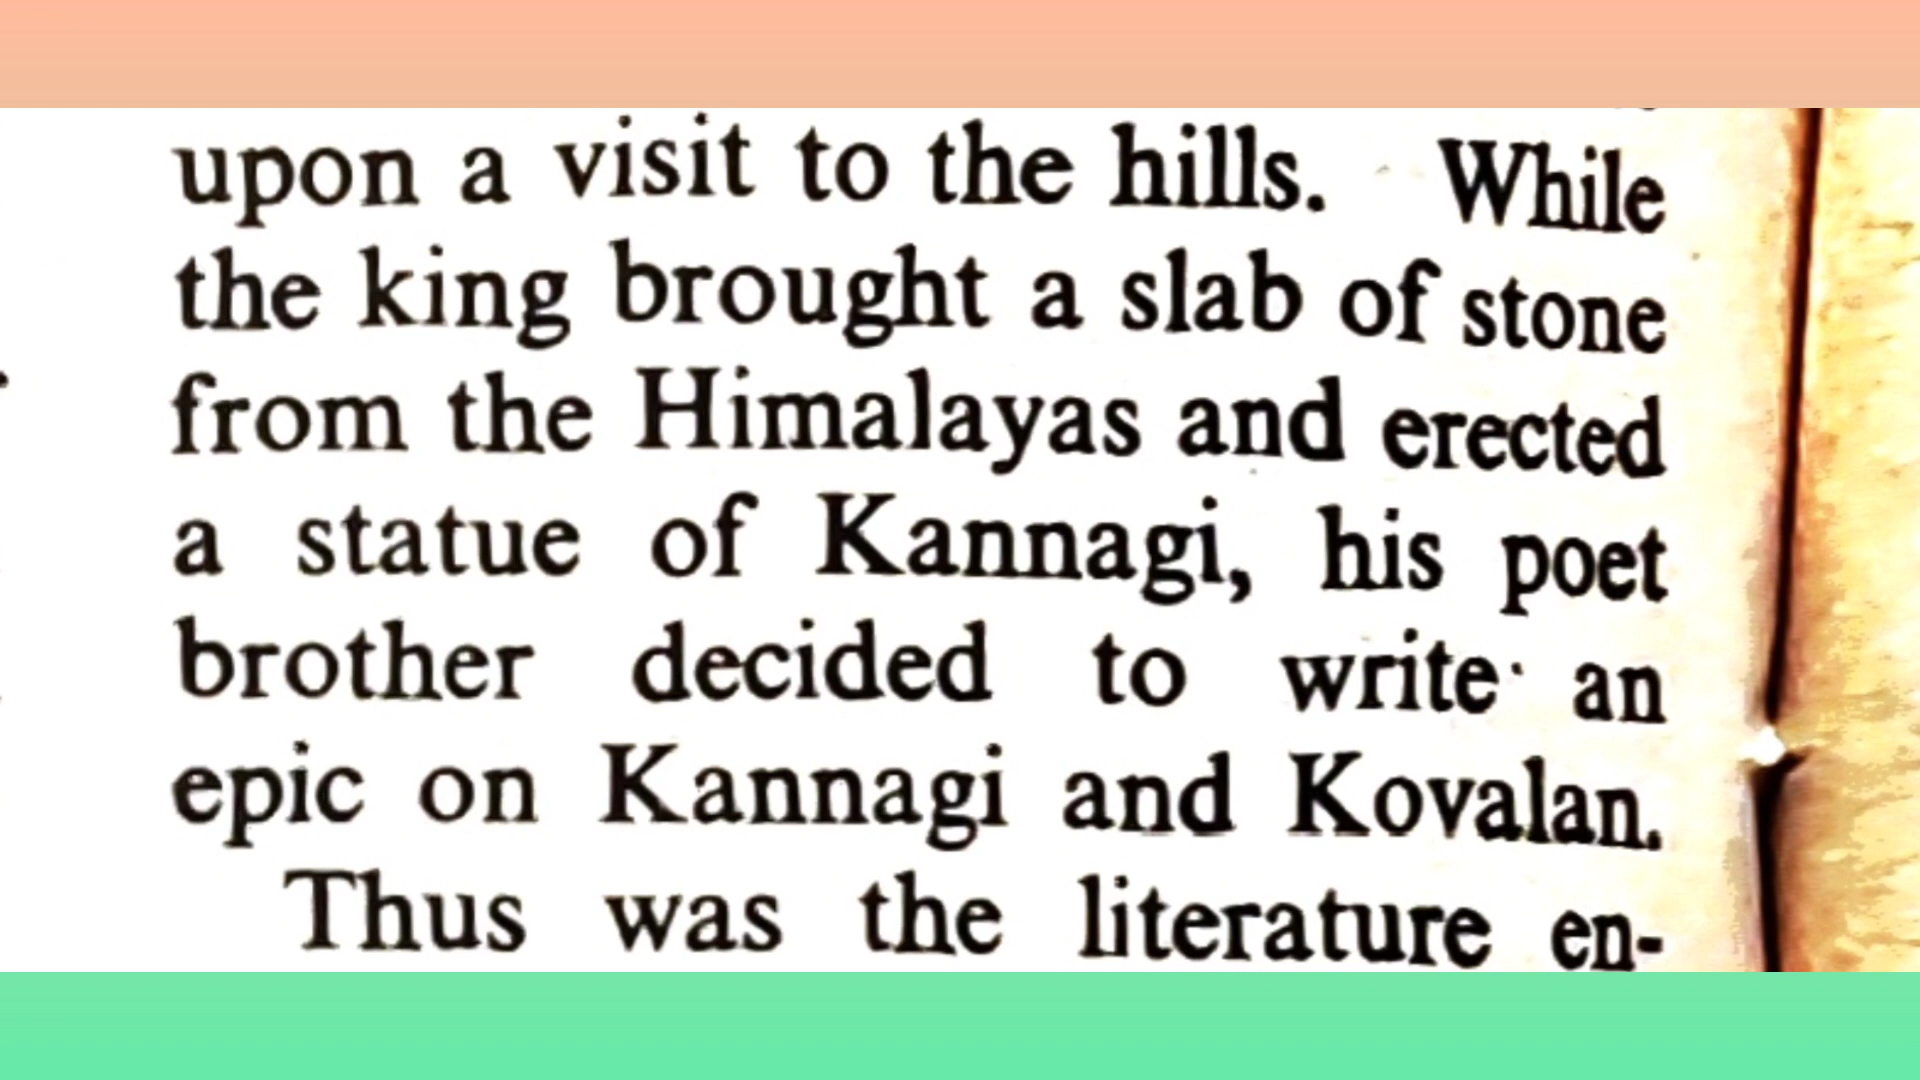 upon a visit to the hills. While
the king brought a slab of stone
from the Himalayas and erected
a statue of Kannagi, his poet
brother decided to write an
epic on Kannagi and Kovalan.
Thus was the literature en-